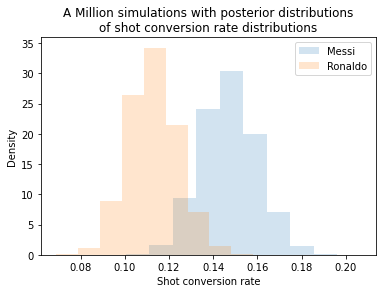 A Million simulations with posterior distributions
of shot conversion rate distributions
Messi
Ronaldo
Density
35
30
25
20
15
10
5
0
0.08 0.10 0.12 0.14 0.16 0.18 0.20
Shot conversion rate